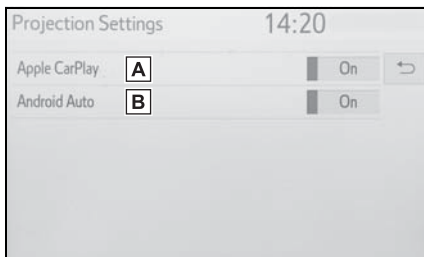 Projection Settings 14:20
Apple CarPlay A On
Android Auto B On